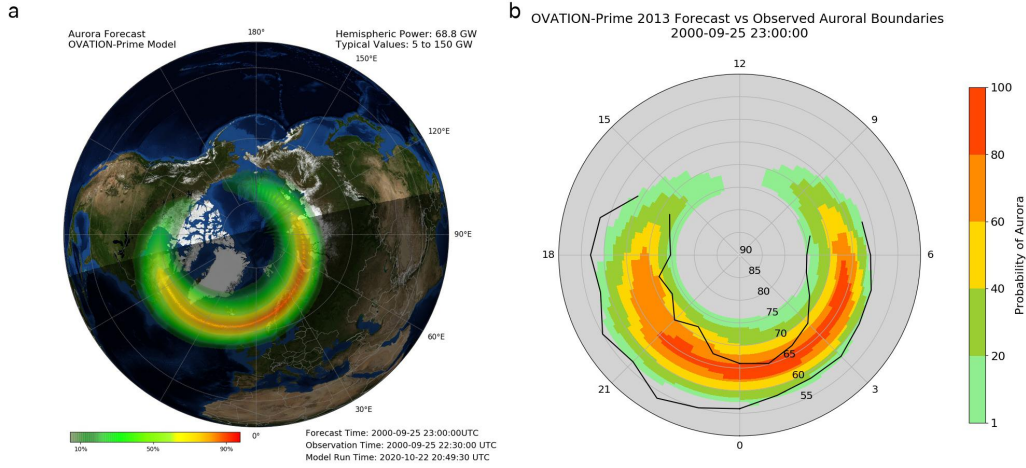 a
Aurora Forecast
OVATION-Prime Model
180°
Hemispheric Power: 68.8 GW
Typical Values: 5 to 150 GW
150°E
120°E
90°E
60°E
30°E
0°
10%
50%
90%
Forecast Time: 2000-09-25 23:00:00UTC
Observation Time: 2000-09-25 22:30:00 UTC
Model Run Time: 2020-10-22 20:49:30 UTC
b
OVATION-Prime 2013 Forecast vs Observed Auroral Boundaries
2000-09-25 23:00:00
12
15
9
18
6
21
3
0
90
85
80
75
70
65
60
55
100
80
60
40
20
1
Probability of Aurora